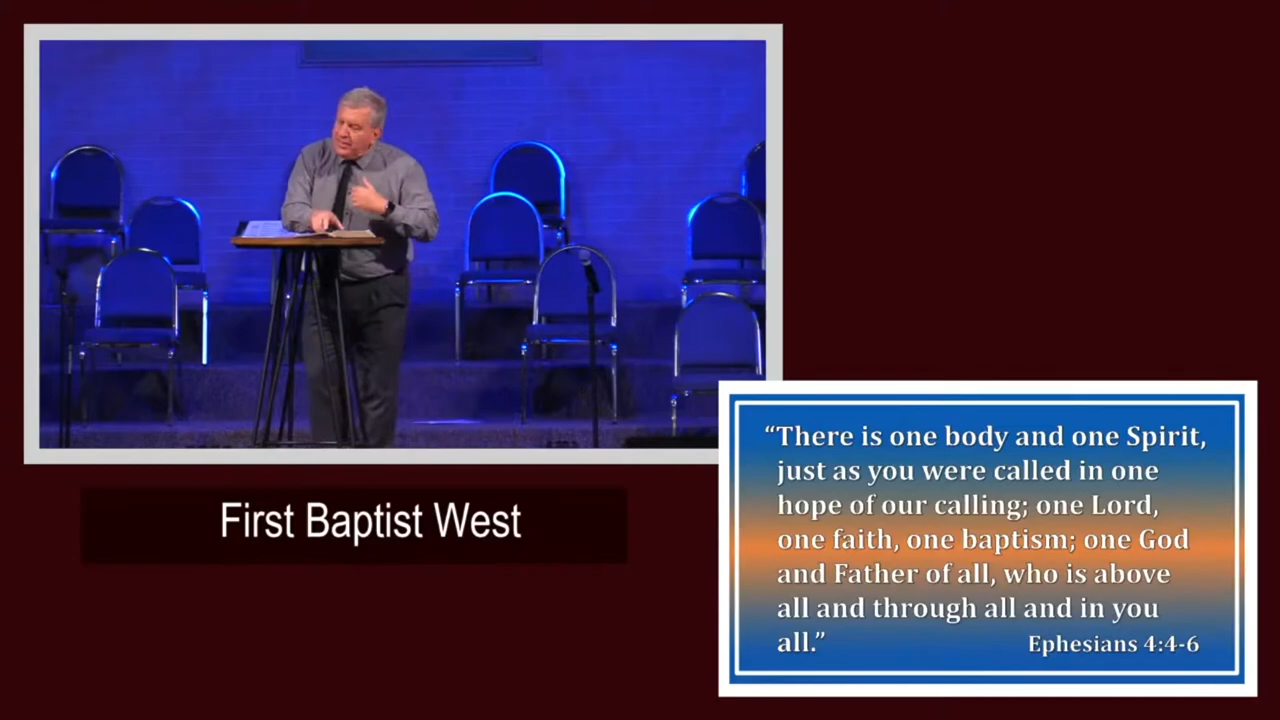 First Baptist West
“There is one body and one Spirit,
just as you were called in one
hope of our calling; one Lord,
one faith, one baptism; one God
and Father of all, who is above
all and through all and in you
all.” Ephesians 4:4-6